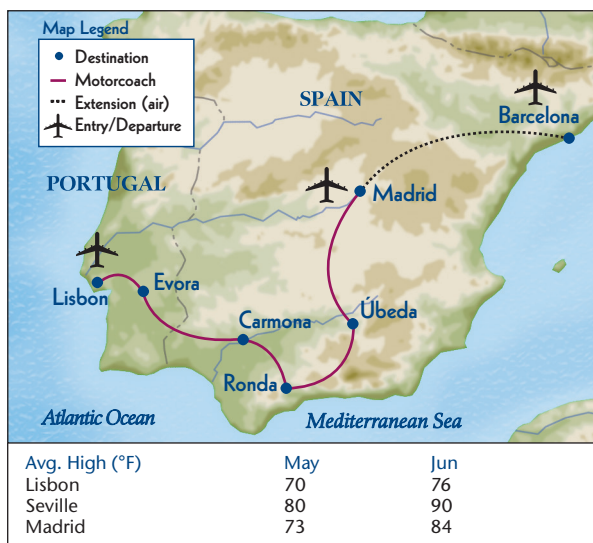 Map Legend
Destination
Motorcoach
Extension (air)
Entry/Departure
SPAIN
Barcelona
PORTUGAL
Madrid
Lisbon
Evora
Carmona
Úbeda
Ronda
Atlantic Ocean
Mediterranean Sea
Avg. High (°F) May Jun
Lisbon 70 76
Seville 80 90
Madrid 73 84